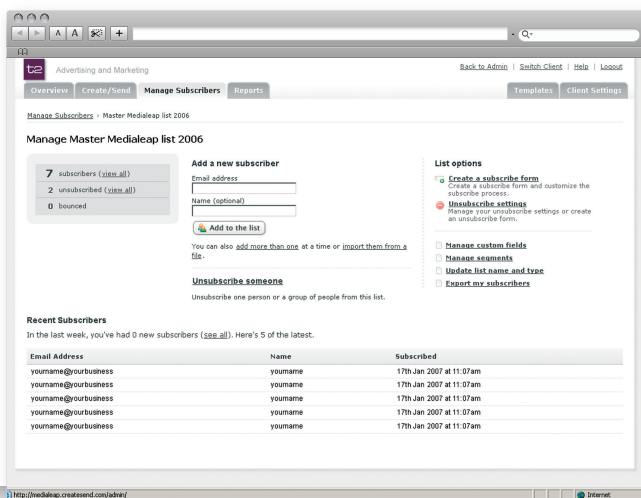 A A + Q
t2 Advertising and Marketing
Back to Admin | Switch Client | Help | Logout
Overview Create/Send Manage Subscribers Reports Templates Client Settings
Manage Subscribers › Master Medialeap list 2006
Manage Master Medialeap list 2006
7 subscribers (view all)
2 unsubscribed (view all)
0 bounced
Add a new subscriber
Email address
Name (optional)
Add to the list
You can also add more than one at a time or import them from a
file.
Unsubscribe someone
Unsubscribe one person or a group of people from this list.
List options
Create a subscribe form
Create a subscribe form and customize the
subscribe process.
Unsubscribe settings
Manage your unsubscribe settings or create
an unsubscribe form.
Manage custom fields
Manage segments
Update list name and type
Export my subscribers
Recent Subscribers
In the last week, you've had 0 new subscribers (see all). Here's 5 of the latest.
Email Address Name Subscribed
yourname@yourbusiness yourname 17th Jan 2007 at 11:07am
yourname@yourbusiness yourname 17th Jan 2007 at 11:07am
yourname@yourbusiness yourname 17th Jan 2007 at 11:07am
yourname@yourbusiness yourname 17th Jan 2007 at 11:07am
yourname@yourbusiness yourname 17th Jan 2007 at 11:07am
http://medialeap.createsend.com/admin/ Internet